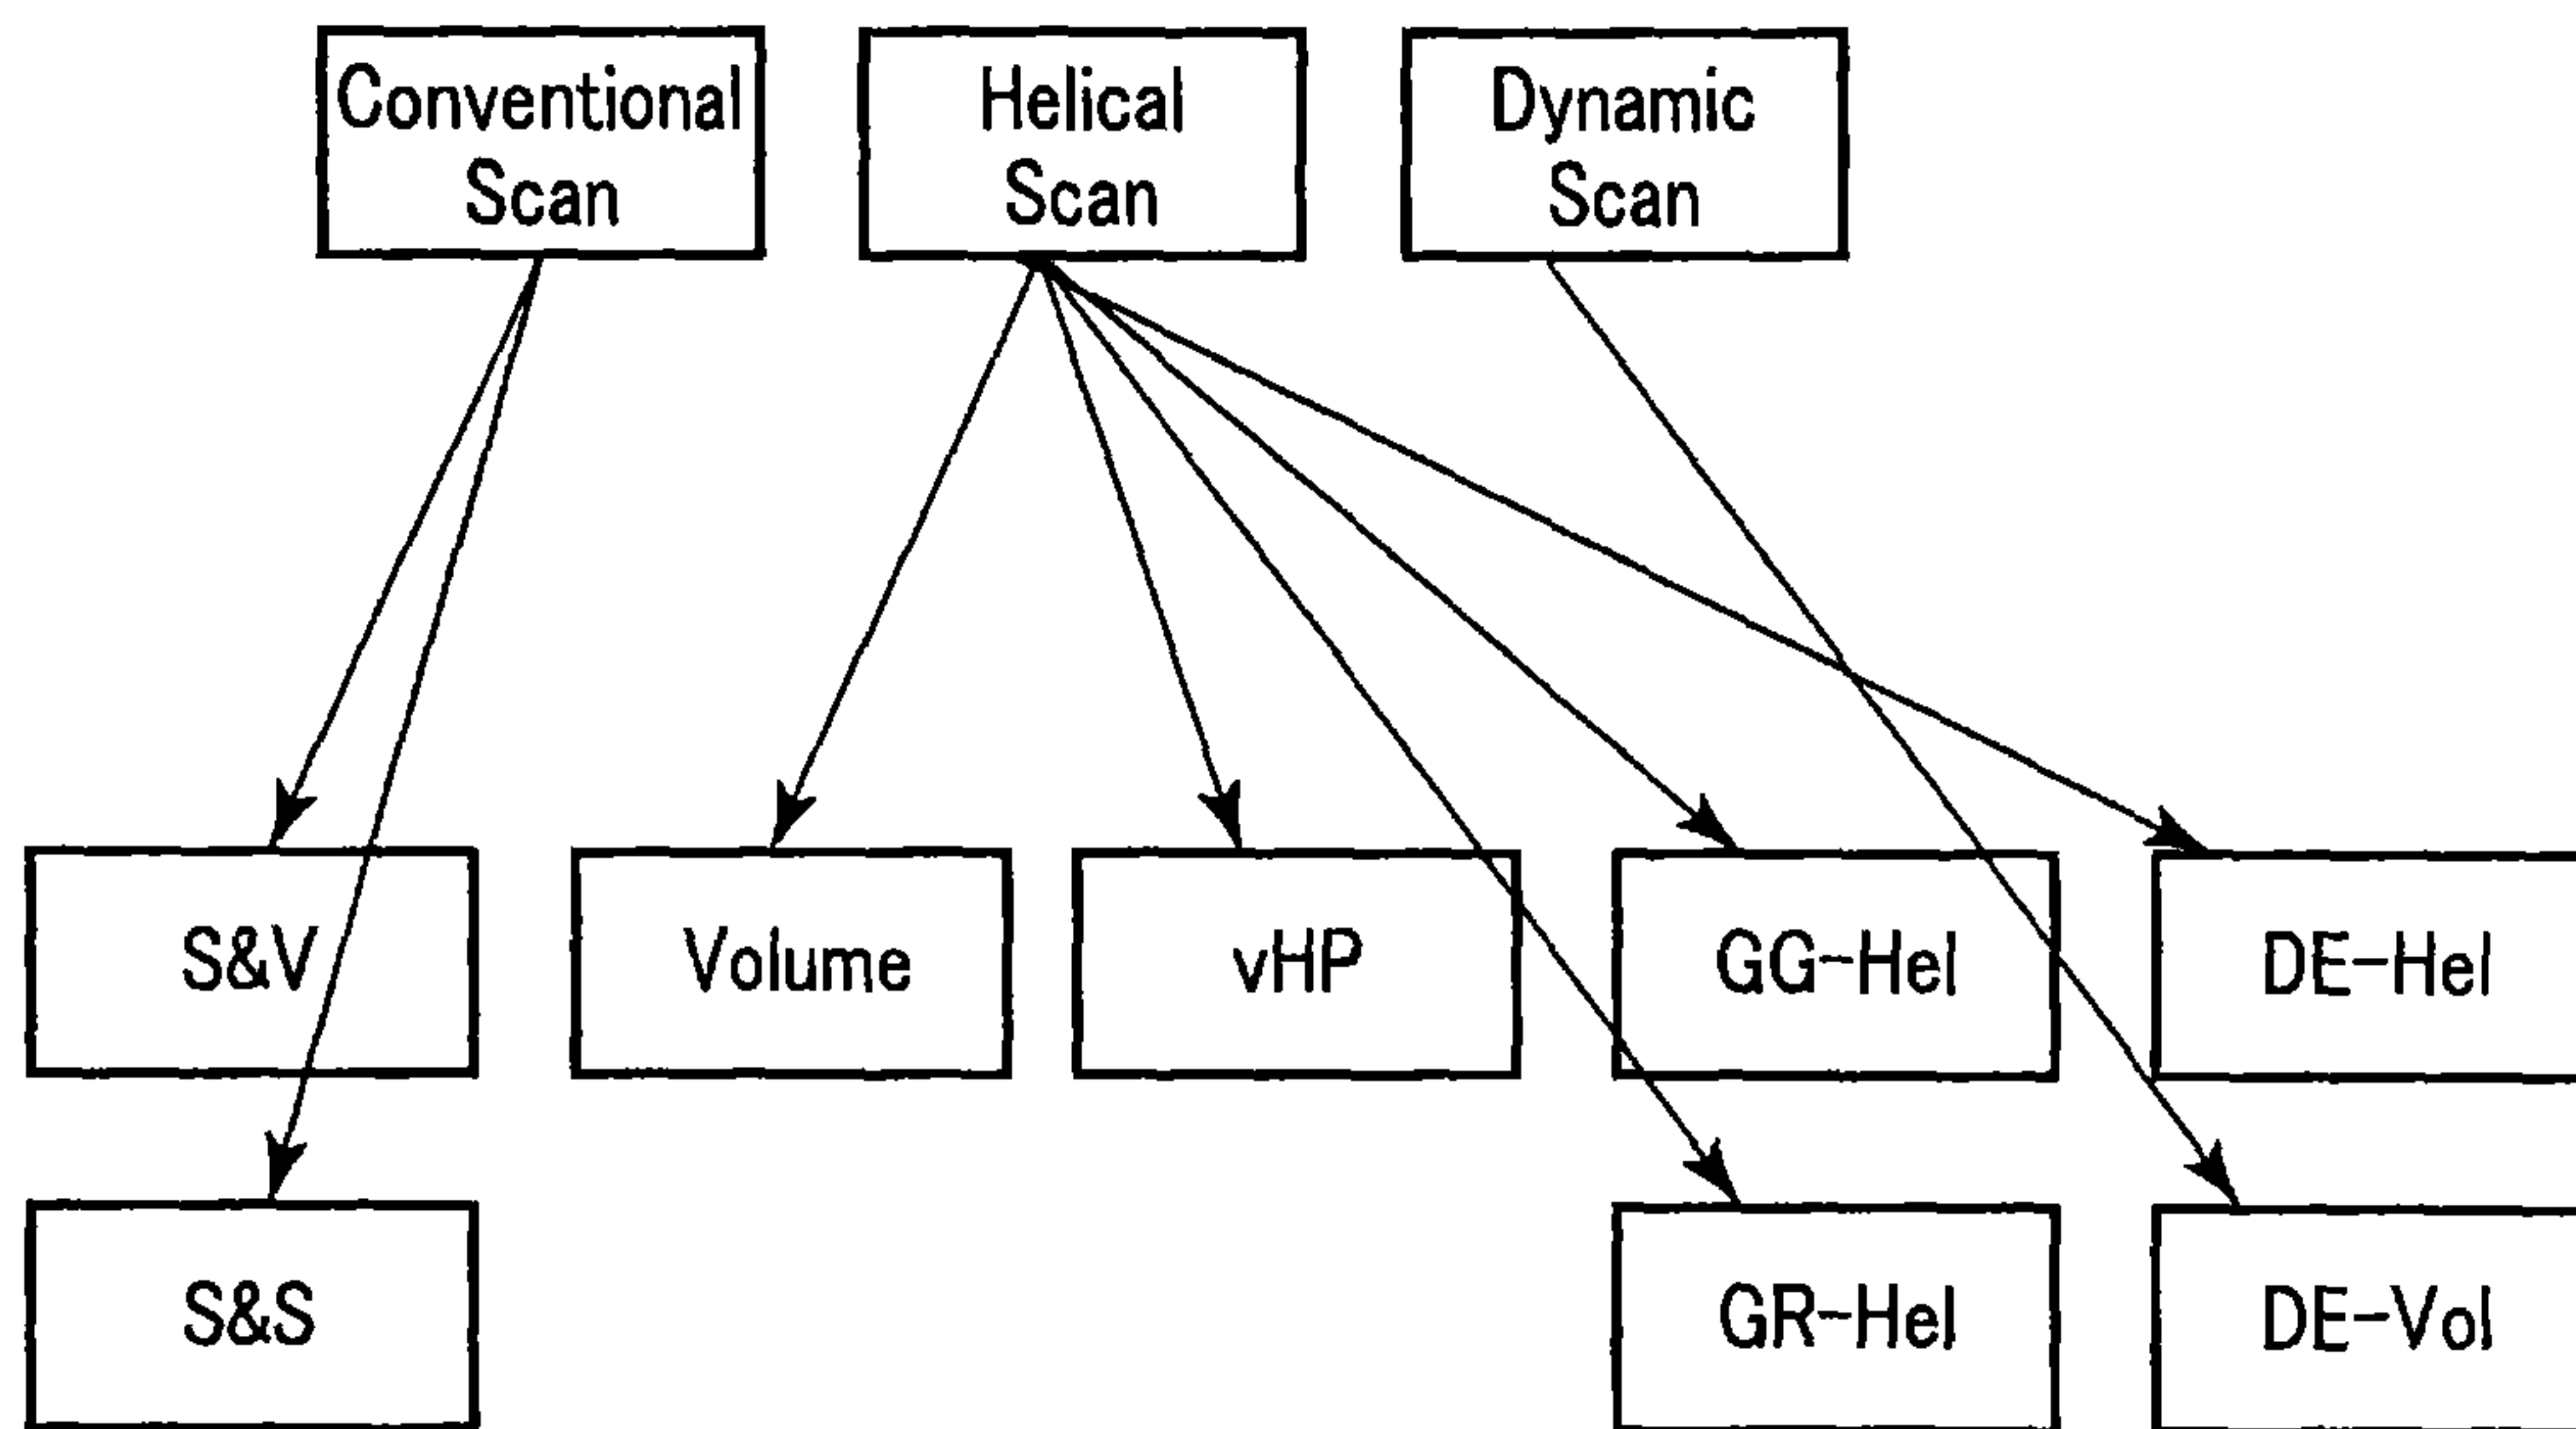 Conventional
Scan
Helical
Scan
Dynamic
Scan
S&V
Volume
vHP
GG-Hel
DE-Hel
S&S
GR-Hel
DE-Vol